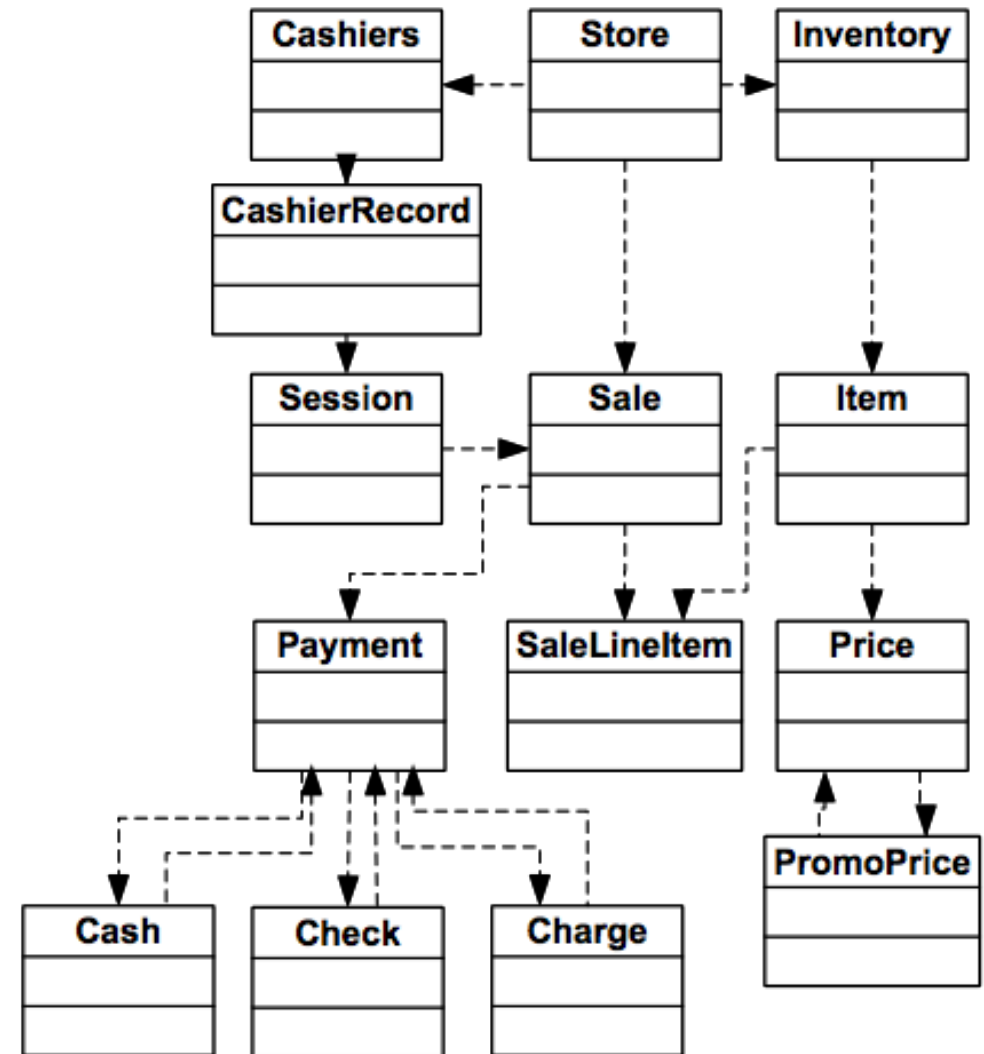 Cashiers
Store
Inventory
CashierRecord
Session
Sale
Item
Payment
SaleLineItem
Price
PromoPrice
Cash
Check
Charge